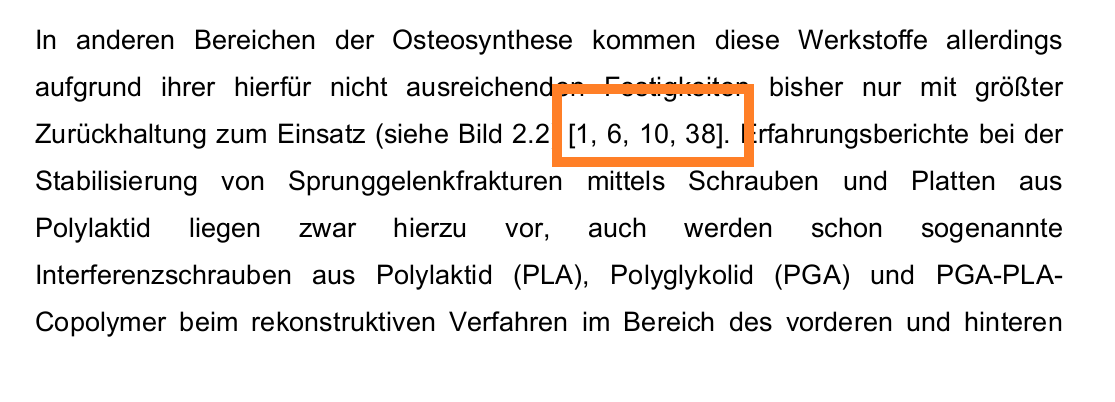 In anderen Bereichen der Osteosynthese kommen diese Werkstoffe allerdings
aufgrund ihrer hierfür nicht ausreichenden Festigkeiten bisher nur mit größter
Zurückhaltung zum Einsatz (siehe Bild 2.2 [1, 6, 10, 38]. Erfahrungsberichte bei der
Stabilisierung von Sprunggelenkfrakturen mittels Schrauben und Platten aus
Polylaktid liegen zwar hierzu vor, auch werden schon sogenannte
Interferenzschrauben aus Polylaktid (PLA), Polyglykolid (PGA) und PGA-PLA-
Copolymer beim rekonstruktiven Verfahren im Bereich des vorderen und hinteren